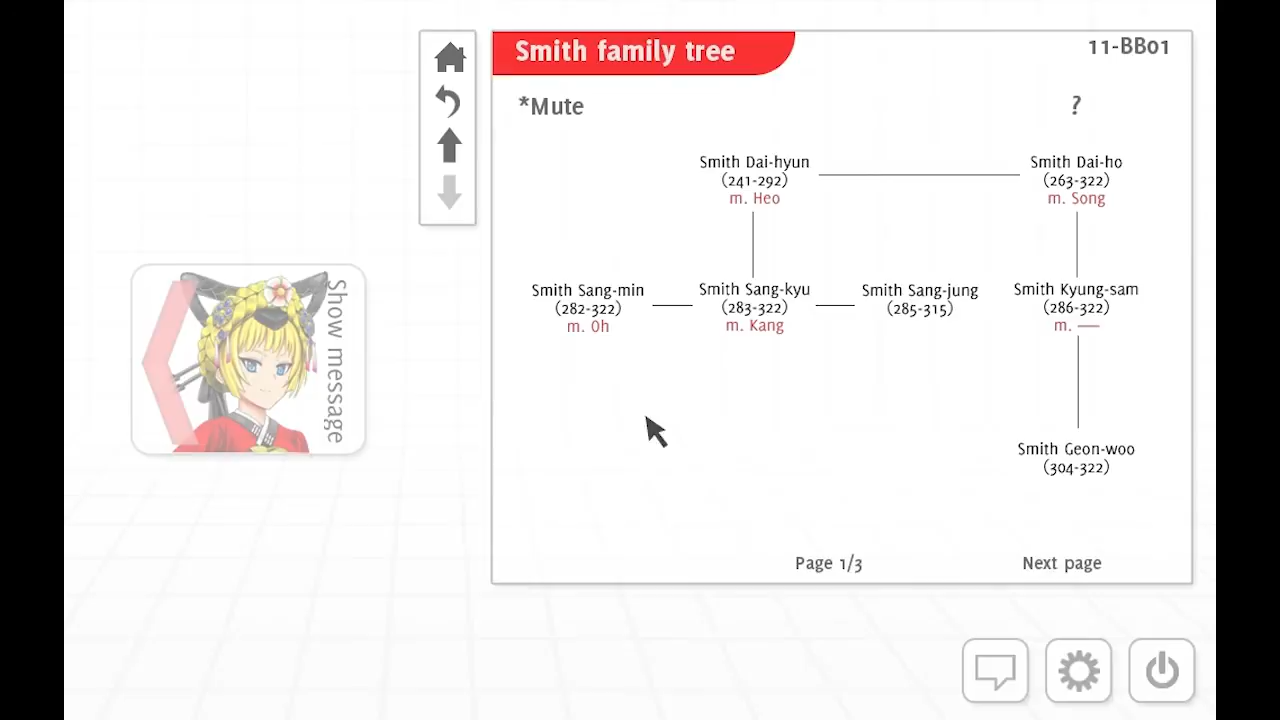 Smith family tree
11-BB01
*Mute
?
Smith Dai-hyun
(241-292)
m. Heo
Smith Dai-ho
(263-322)
m. Song
Smith Sang-min
(282-322)
m. Oh
Smith Sang-kyu
(283-322)
m. Kang
Smith Sang-jung
(285-315)
Smith Kyung-sam
(286-322)
m. —
Smith Geon-woo
(304-322)
Show message
Page 1/3
Next page